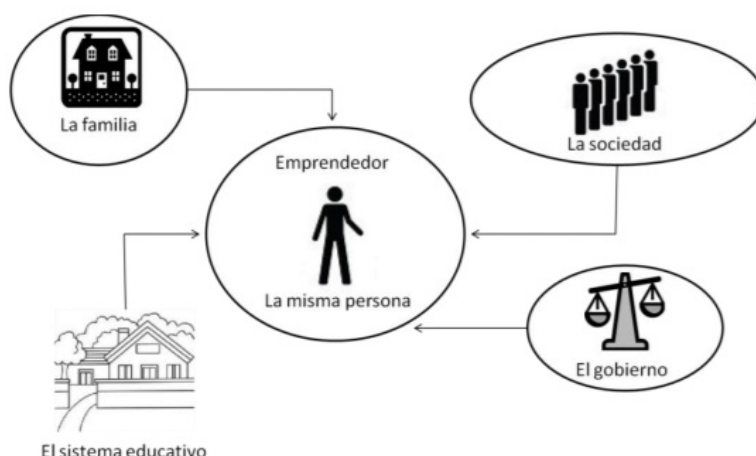 La familia
La sociedad
Emprendedor
La misma persona
El gobierno
El sistema educativo